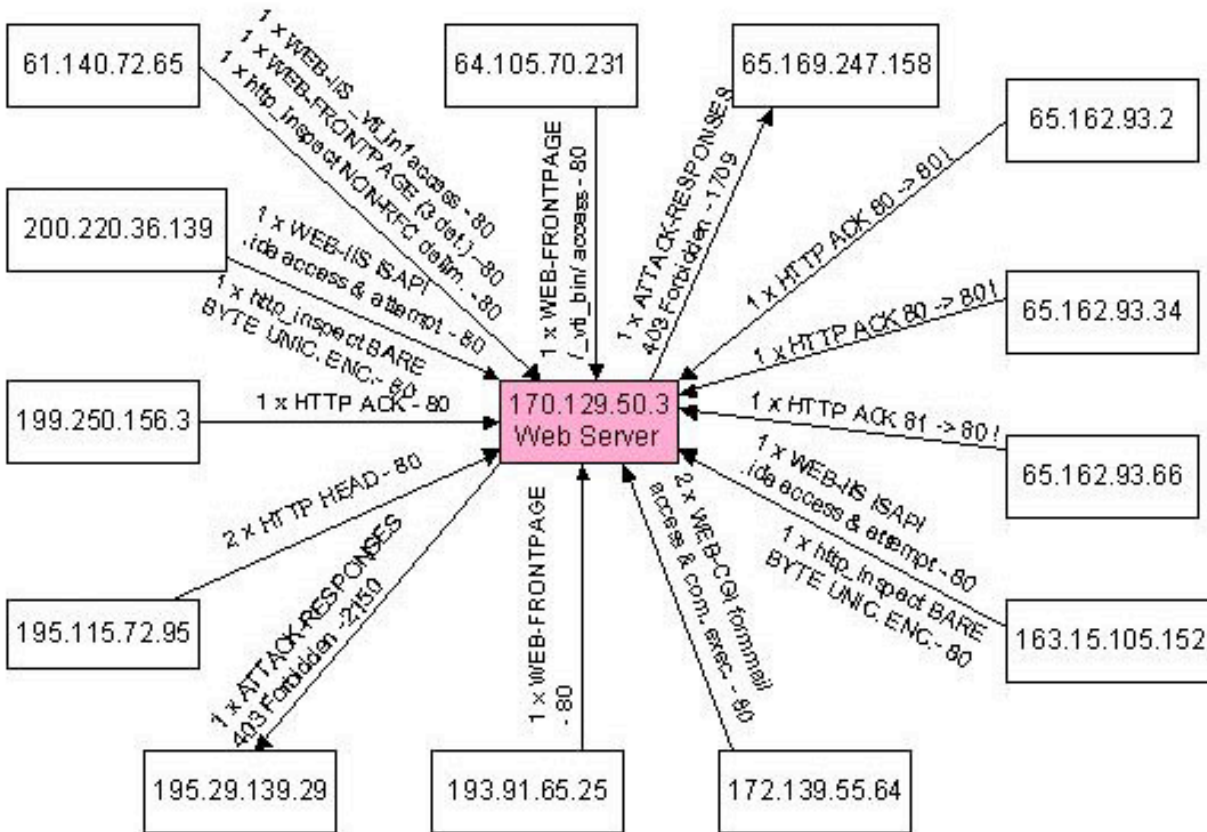 61.140.72.65
1 x WEB-IIS _vti_inf access - 80
1 x WEB-FRONTPAGE (3 def.) - 80
1 x http_inspect NON-RFC delim. - 80
64.105.70.231
1 x WEB-FRONTPAGE
/_vti_bin/ access - 80
65.169.247.158
1 x ATTACK-RESPONSES
403 Forbidden - 1709
65.162.93.2
1 x HTTP ACK 80 -> 80 !
200.220.36.139
1 x WEB-IIS ISAPI
.ida access & attempt - 80
1 x http_inspect BARE
BYTE UNIC. ENC.- 80
65.162.93.34
1 x HTTP ACK 80 -> 80 !
199.250.156.3
1 x HTTP ACK - 80
170.129.50.3
Web Server
1 x HTTP ACK 81 -> 80 !
65.162.93.66
195.115.72.95
2 x HTTP HEAD - 80
1 x WEB-IIS ISAPI
.ida access & attempt - 80
1 x http_inspect BARE
BYTE UNIC. ENC.- 80
163.15.105.152
1 x ATTACK-RESPONSES
403 Forbidden -2150
195.29.139.29
1 x WEB-FRONTPAGE
- 80
193.91.65.25
2 x WEB-CGI formmail
access & com. exec. - 80
172.139.55.64